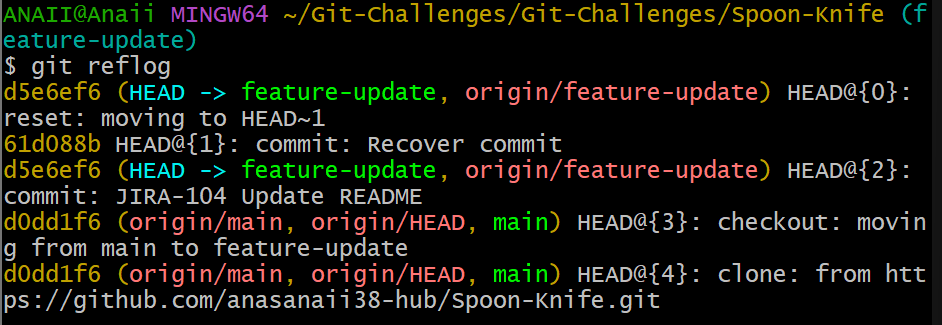 ANAII@Anaii MINGW64 ~/Git-Challenges/Git-Challenges/Spoon-Knife (f
eature-update)
$ git reflog
d5e6ef6 (HEAD -> feature-update, origin/feature-update) HEAD@{0}:
reset: moving to HEAD~1
61d088b HEAD@{1}: commit: Recover commit
d5e6ef6 (HEAD -> feature-update, origin/feature-update) HEAD@{2}:
commit: JIRA-104 Update README
d0dd1f6 (origin/main, origin/HEAD, main) HEAD@{3}: checkout: movin
g from main to feature-update
d0dd1f6 (origin/main, origin/HEAD, main) HEAD@{4}: clone: from htt
ps://github.com/anasanaii38-hub/Spoon-Knife.git